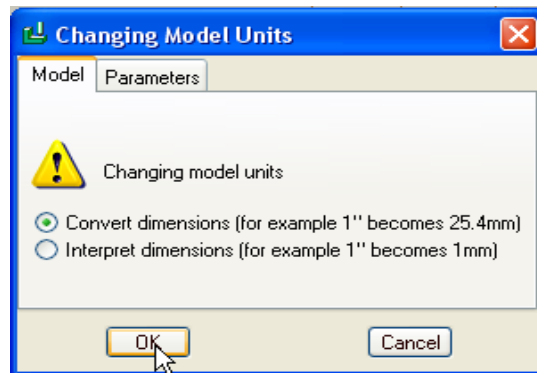 Changing Model Units
Model Parameters
Changing model units
Convert dimensions (for example 1'' becomes 25.4mm)
Interpret dimensions (for example 1'' becomes 1mm)
OK Cancel